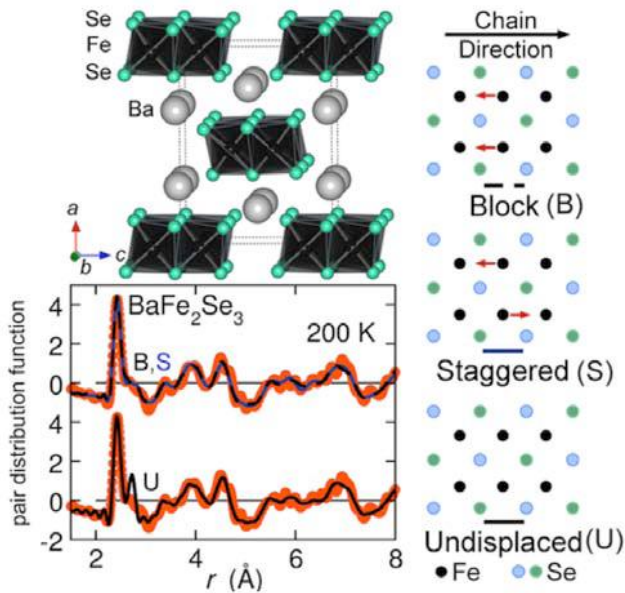 Se
Fe
Se
Ba
a
b
c
Chain
Direction
Block (B)
Staggered (S)
Undisplaced (U)
Fe
Se
BaFe₂Se₃
200 K
B,S
U
pair distribution function
4
2
0
4
2
0
-2
2
4
6
8
r (Å)